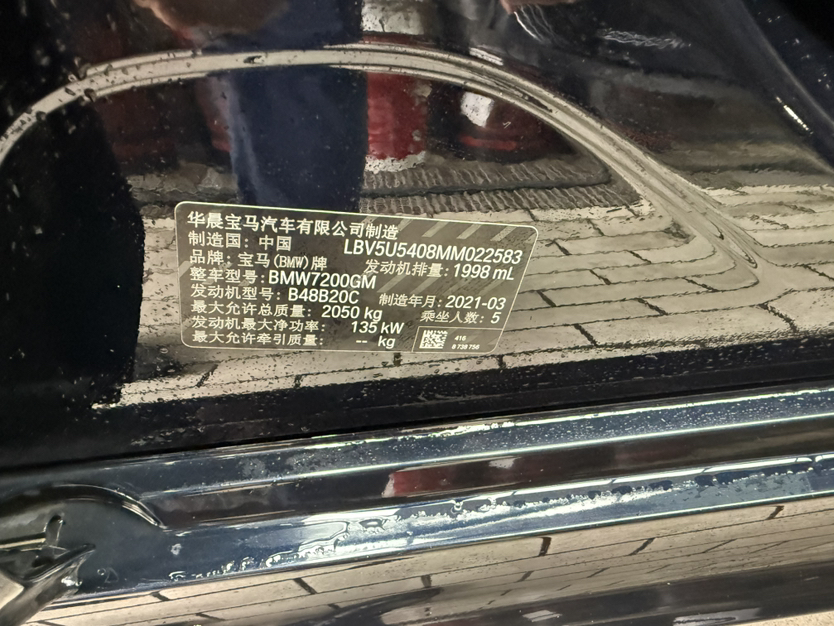 华晨宝马汽车有限公司制造
制造国: 中国 LBV5U5408MM022583
品牌: 宝马(BMW)牌 发动机排量: 1998 mL
整车型号: BMW7200GM
发动机型号: B48B20C 制造年月: 2021-03
最大允许总质量: 2050 kg 乘坐人数: 5
发动机最大净功率: 135 kW
最大允许牵引质量: -- kg
416
8 738 756